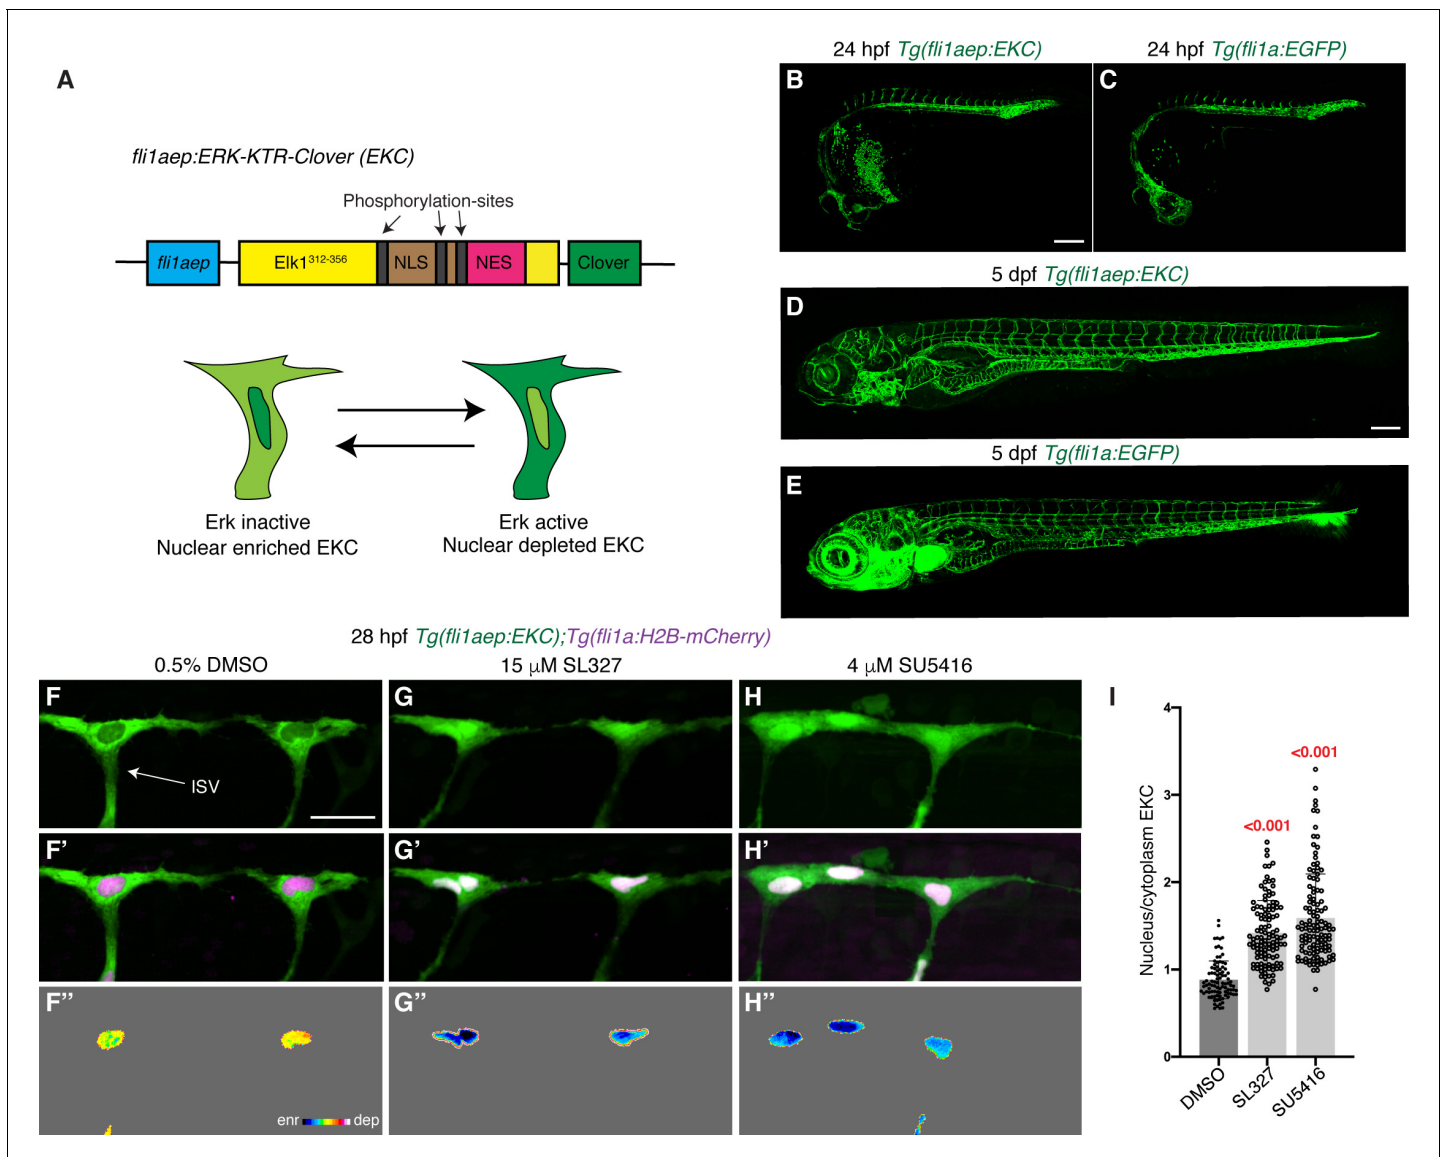 A
fli1aep:ERK-KTR-Clover (EKC)
Phosphorylation-sites
fli1aep
Elk1312-356
NLS
NES
Clover
Erk inactive
Nuclear enriched EKC
Erk active
Nuclear depleted EKC
24 hpf Tg(fli1aep:EKC)
24 hpf Tg(fli1a:EGFP)
B
C
5 dpf Tg(fli1aep:EKC)
D
5 dpf Tg(fli1a:EGFP)
E
28 hpf Tg(fli1aep:EKC);Tg(fli1a:H2B-mCherry)
0.5% DMSO
15 μM SL327
4 μM SU5416
F
ISV
G
H
F’
G’
H’
F’’
enr
dep
G’’
H’’
I
Nucleus/cytoplasm EKC
4
3
2
1
0
<0.001
<0.001
DMSO
SL327
SU5416